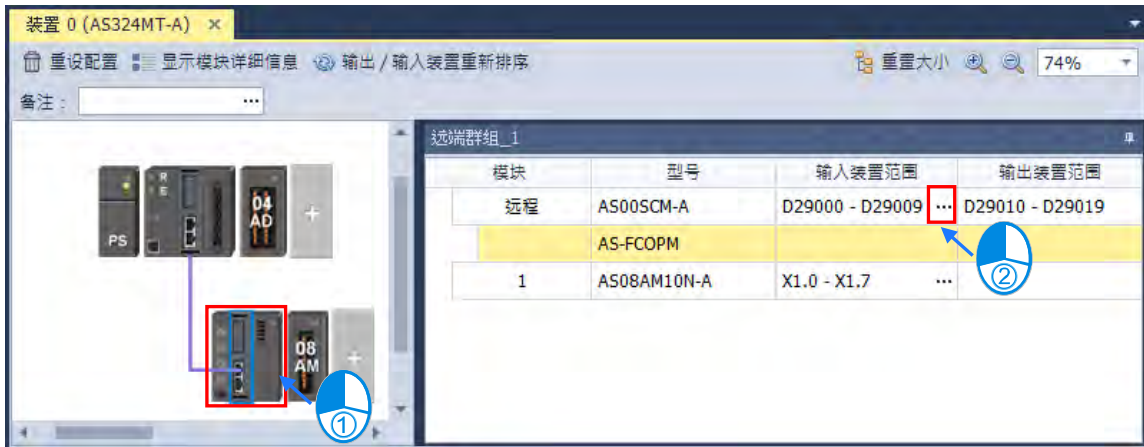 装置 0 (AS324MT-A) ×
重设配置 显示模块详细信息 输出 / 输入装置重新排序 重置大小 74%
备注： ...
远端群组_1
模块 型号 输入装置范围 输出装置范围
远程 AS00SCM-A D29000 - D29009 ... D29010 - D29019
AS-FCOPM
1 AS08AM10N-A X1.0 - X1.7 ...
R
E
04
AD
PS
+
②
08
AM
+
①